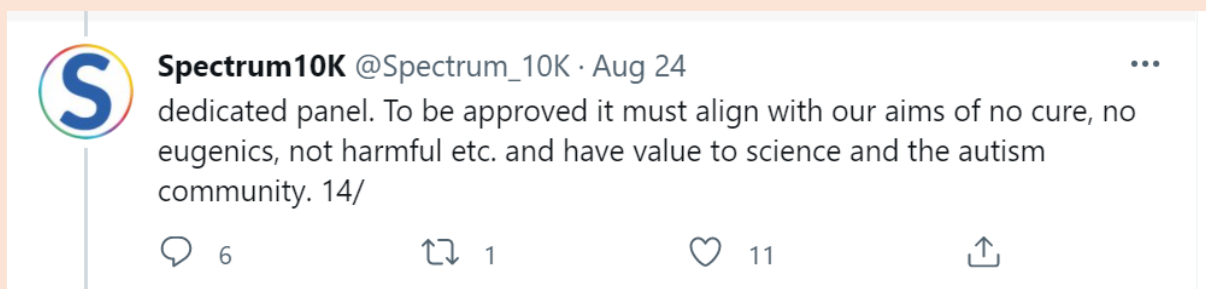 Spectrum10K @Spectrum_10K · Aug 24
dedicated panel. To be approved it must align with our aims of no cure, no
eugenics, not harmful etc. and have value to science and the autism
community. 14/
6 1 11